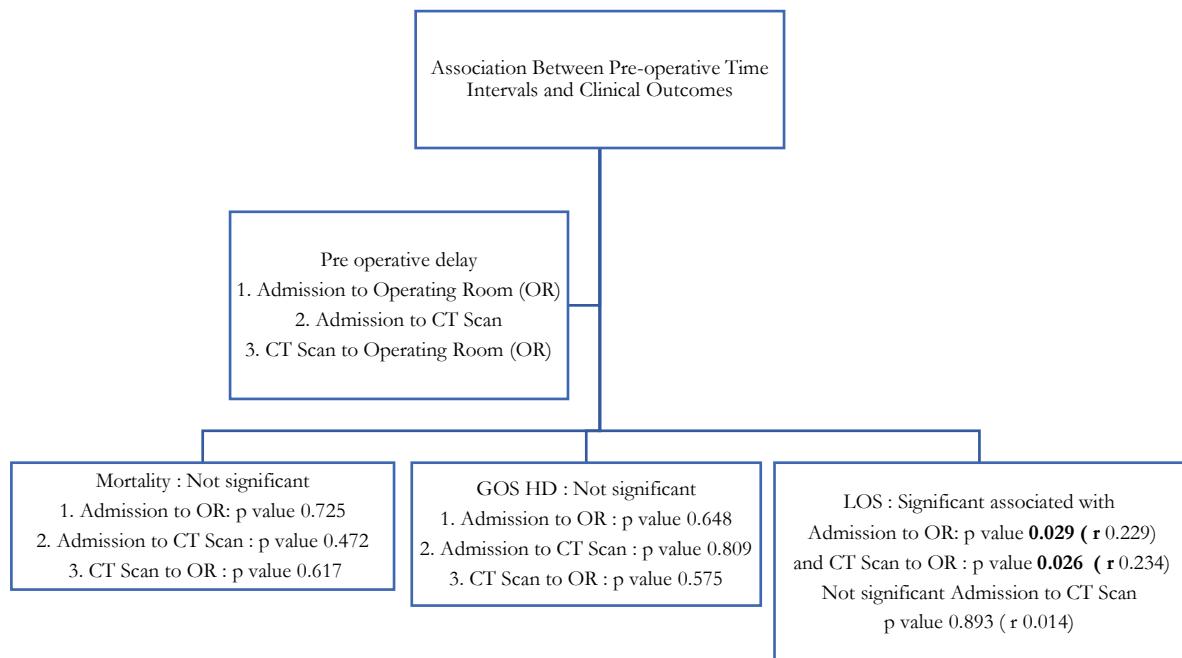 Association Between Pre-operative Time
Intervals and Clinical Outcomes
Pre operative delay
1. Admission to Operating Room (OR)
2. Admission to CT Scan
3. CT Scan to Operating Room (OR)
Mortality : Not significant
1. Admission to OR: p value 0.725
2. Admission to CT Scan : p value 0.472
3. CT Scan to OR : p value 0.617
GOS HD : Not significant
1. Admission to OR : p value 0.648
2. Admission to CT Scan : p value 0.809
3. CT Scan to OR : p value 0.575
LOS : Significant associated with
Admission to OR: p value 0.029 ( r 0.229)
and CT Scan to OR : p value 0.026 ( r 0.234)
Not significant Admission to CT Scan
p value 0.893 ( r 0.014)